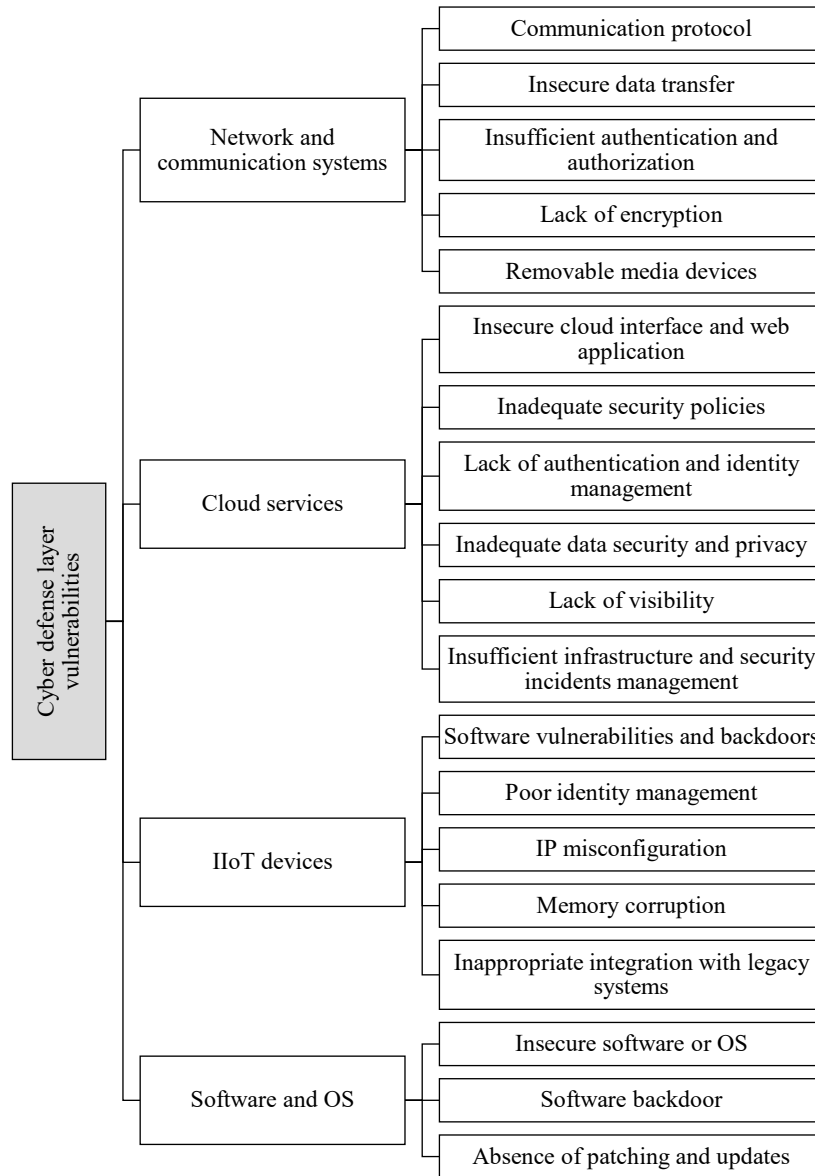 Cyber defense layer
vulnerabilities
Network and
communication systems
Communication protocol
Insecure data transfer
Insufficient authentication and
authorization
Lack of encryption
Removable media devices
Cloud services
Insecure cloud interface and web
application
Inadequate security policies
Lack of authentication and identity
management
Inadequate data security and privacy
Lack of visibility
Insufficient infrastructure and security
incidents management
IIoT devices
Software vulnerabilities and backdoors
Poor identity management
IP misconfiguration
Memory corruption
Inappropriate integration with legacy
systems
Software and OS
Insecure software or OS
Software backdoor
Absence of patching and updates